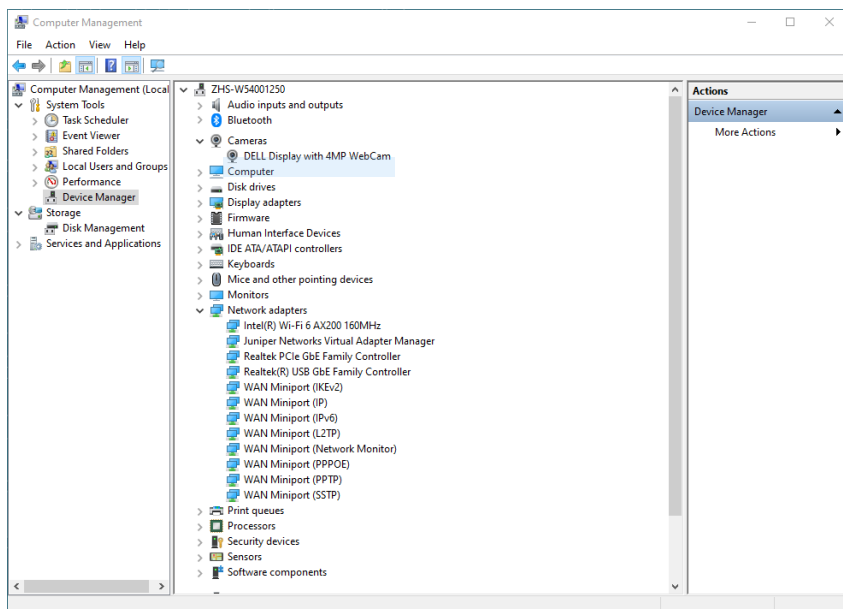 Computer Management
File Action View Help
Computer Management (Local
System Tools
Task Scheduler
Event Viewer
Shared Folders
Local Users and Groups
Performance
Device Manager
Storage
Disk Management
Services and Applications
ZHS-W54001250
Audio inputs and outputs
Bluetooth
Cameras
DELL Display with 4MP WebCam
Computer
Disk drives
Display adapters
Firmware
Human Interface Devices
IDE ATA/ATAPI controllers
Keyboards
Mice and other pointing devices
Monitors
Network adapters
Intel(R) Wi-Fi 6 AX200 160MHz
Juniper Networks Virtual Adapter Manager
Realtek PCIe GbE Family Controller
Realtek(R) USB GbE Family Controller
WAN Miniport (IKEv2)
WAN Miniport (IP)
WAN Miniport (IPv6)
WAN Miniport (L2TP)
WAN Miniport (Network Monitor)
WAN Miniport (PPPOE)
WAN Miniport (PPTP)
WAN Miniport (SSTP)
Print queues
Processors
Security devices
Sensors
Software components
Actions
Device Manager
More Actions